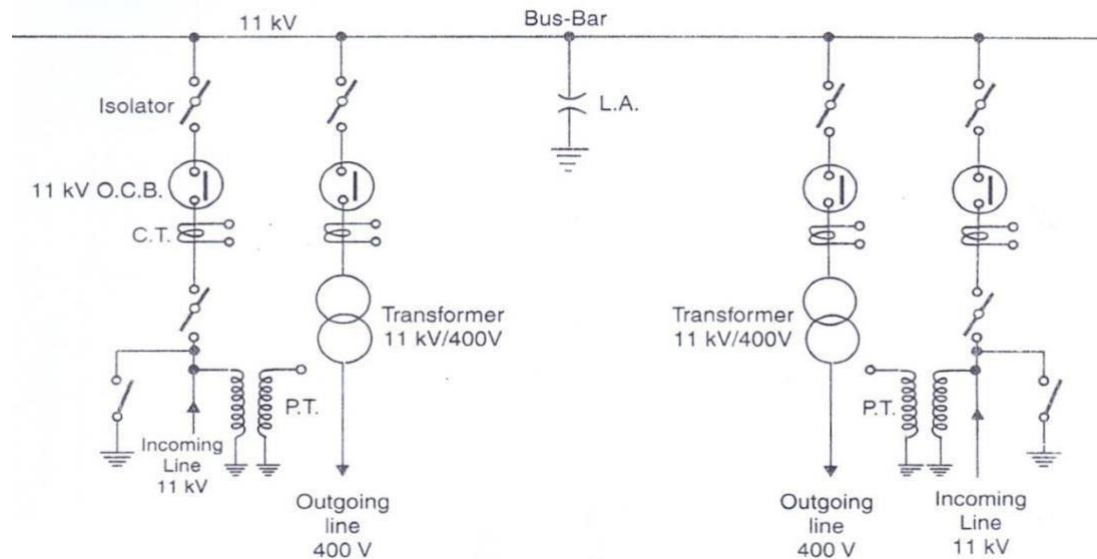 11 kV
Bus-Bar
Isolator
L.A.
11 kV O.C.B.
C.T.
Transformer
11 kV/400V
Transformer
11 kV/400V
P.T.
P.T.
Incoming
Line
11 kV
Outgoing
line
400 V
Outgoing
line
400 V
Incoming
Line
11 kV